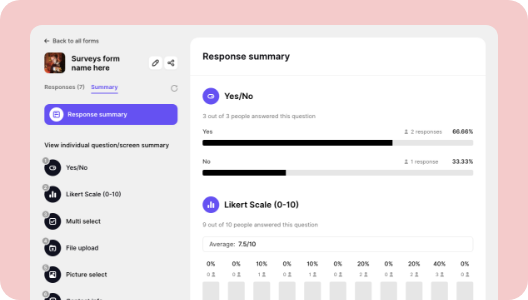 Back to all forms
Surveys form
name here
Responses (7) Summary
Response summary
View individual question/screen summary
Yes/No
Likert Scale (0-10)
Multi select
File upload
Picture select
Response summary
Yes/No
3 out of 3 people answered this question
Yes 2 responses 66.66%
No 1 response 33.33%
Likert Scale (0-10)
9 out of 10 people answered this question
Average: 7.5/10
0% 0% 10% 0% 10% 0% 20% 20% 40% 0%
0 0 1 0 1 0 2 2 3 0